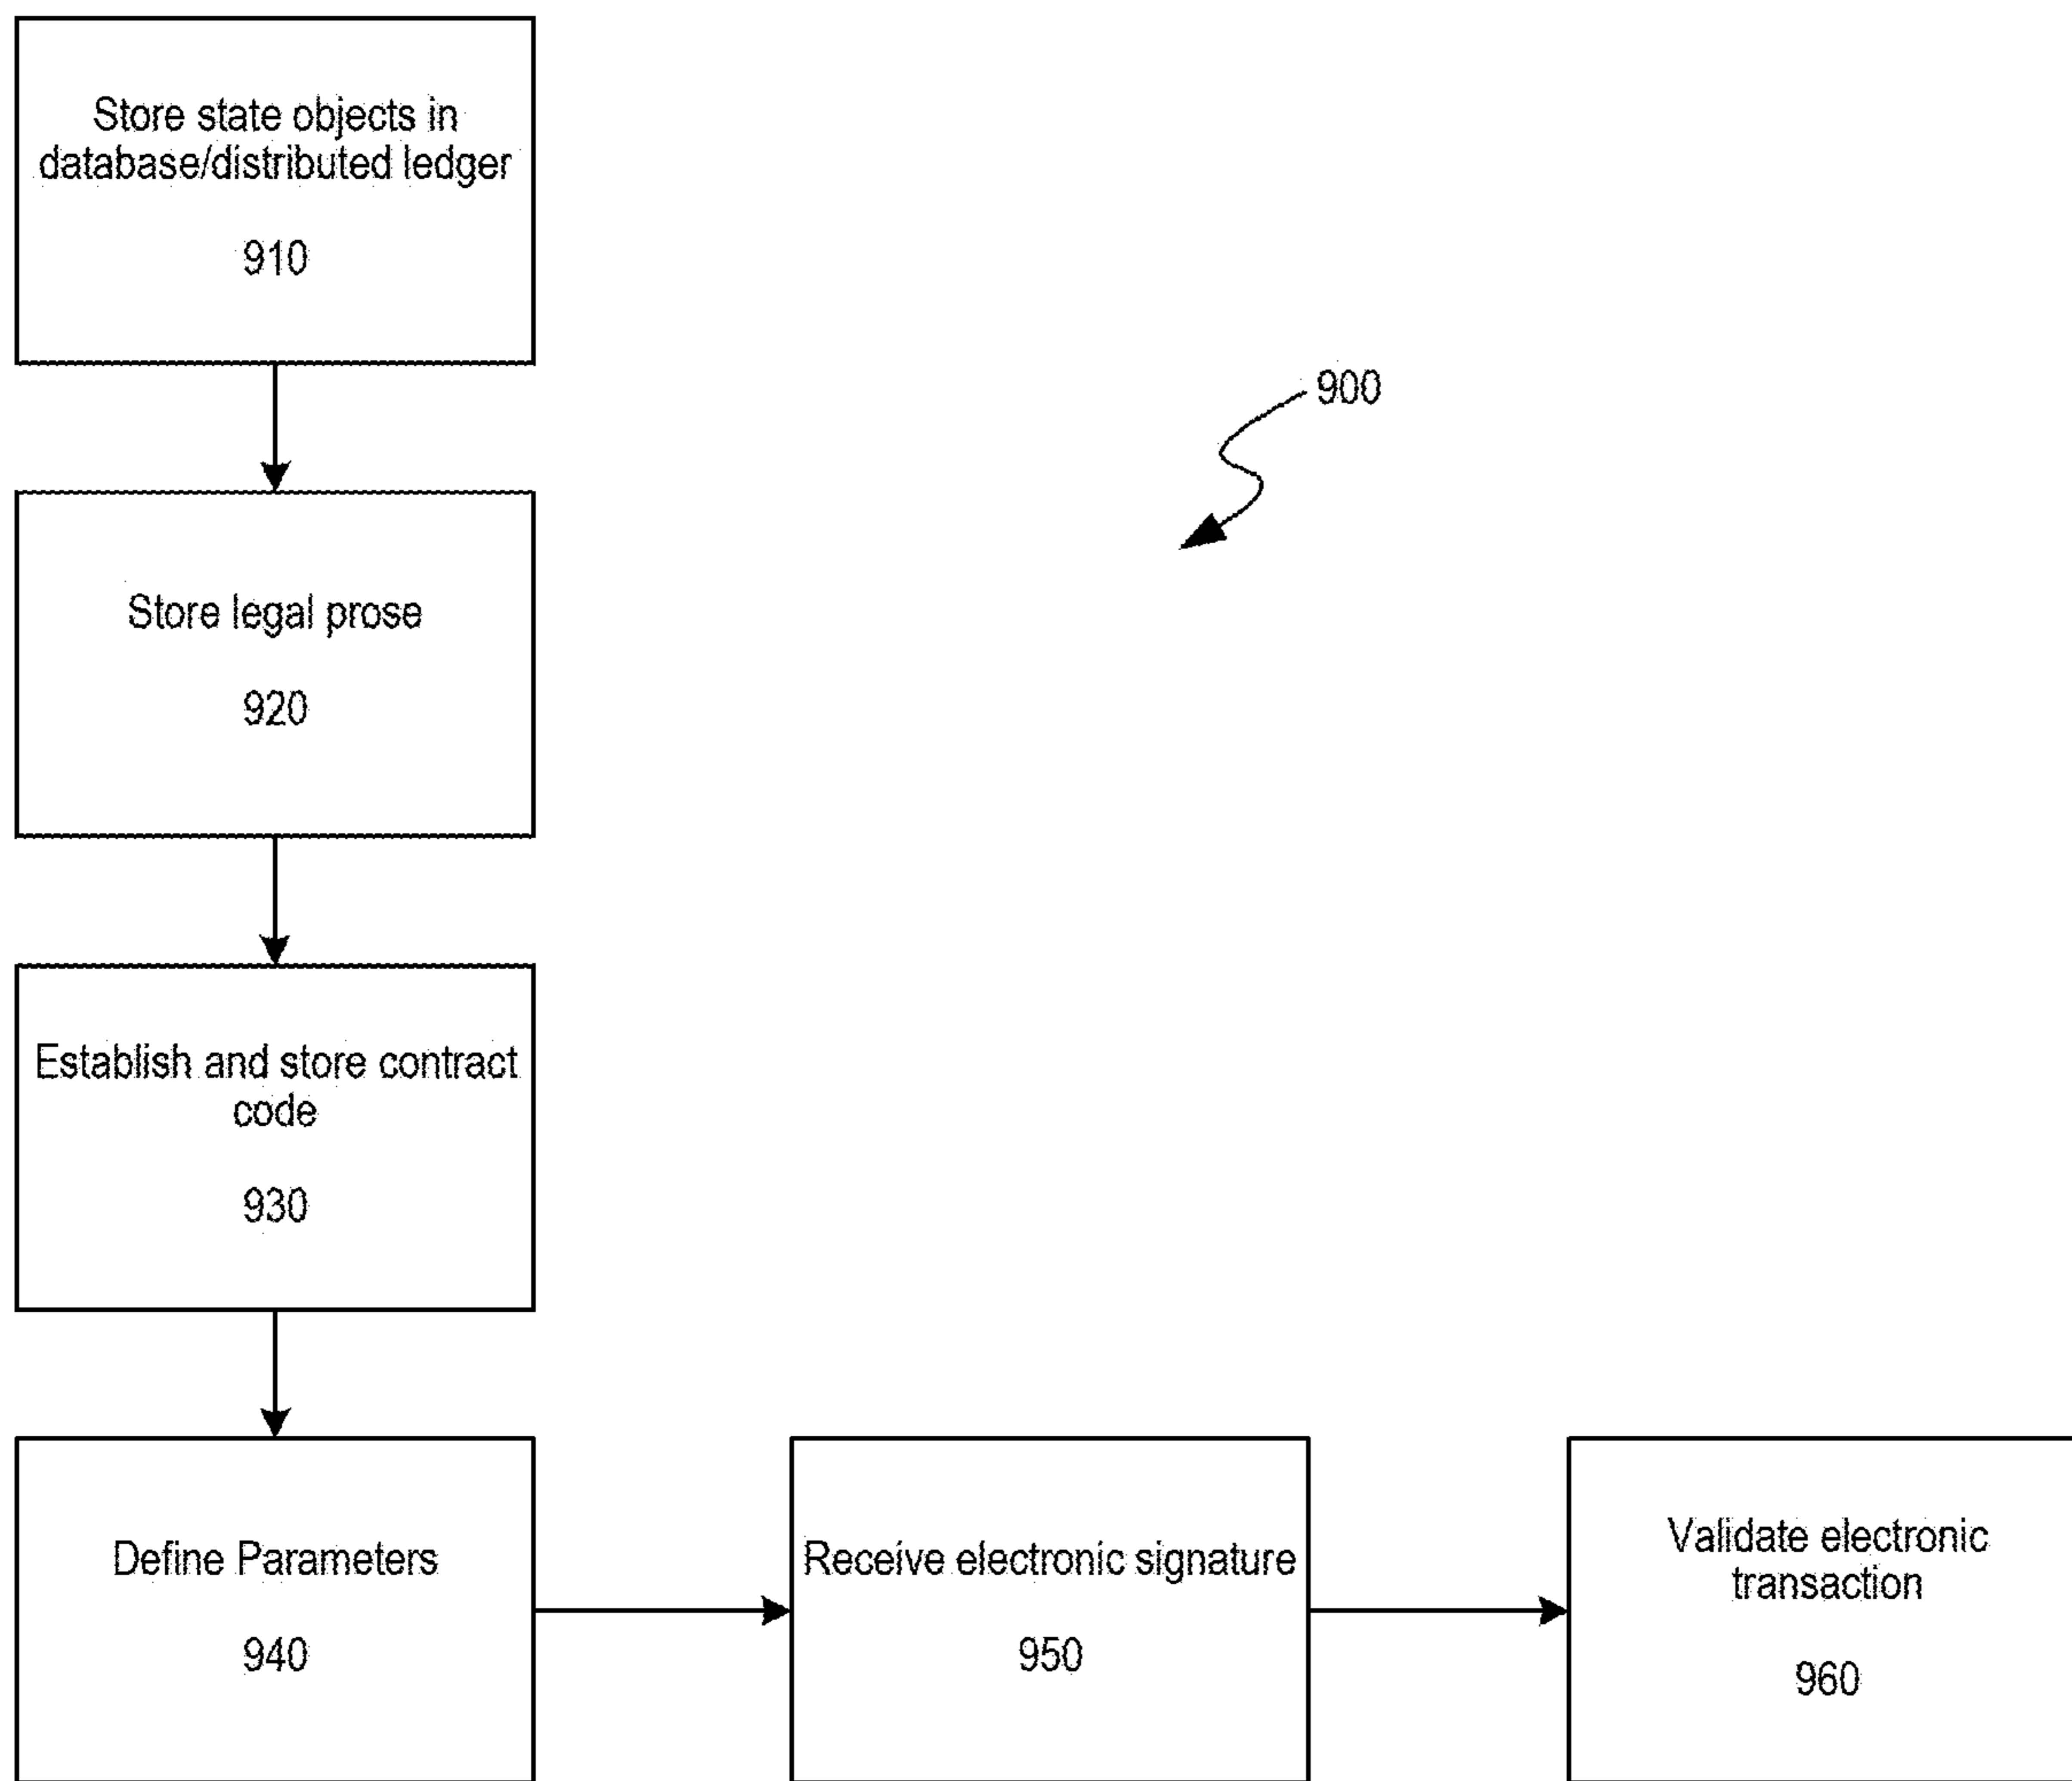 Store state objects in
database/distributed ledger
910
900
Store legal prose
920
Establish and store contract
code
930
Define Parameters
940
Receive electronic signature
950
Validate electronic
transaction
960